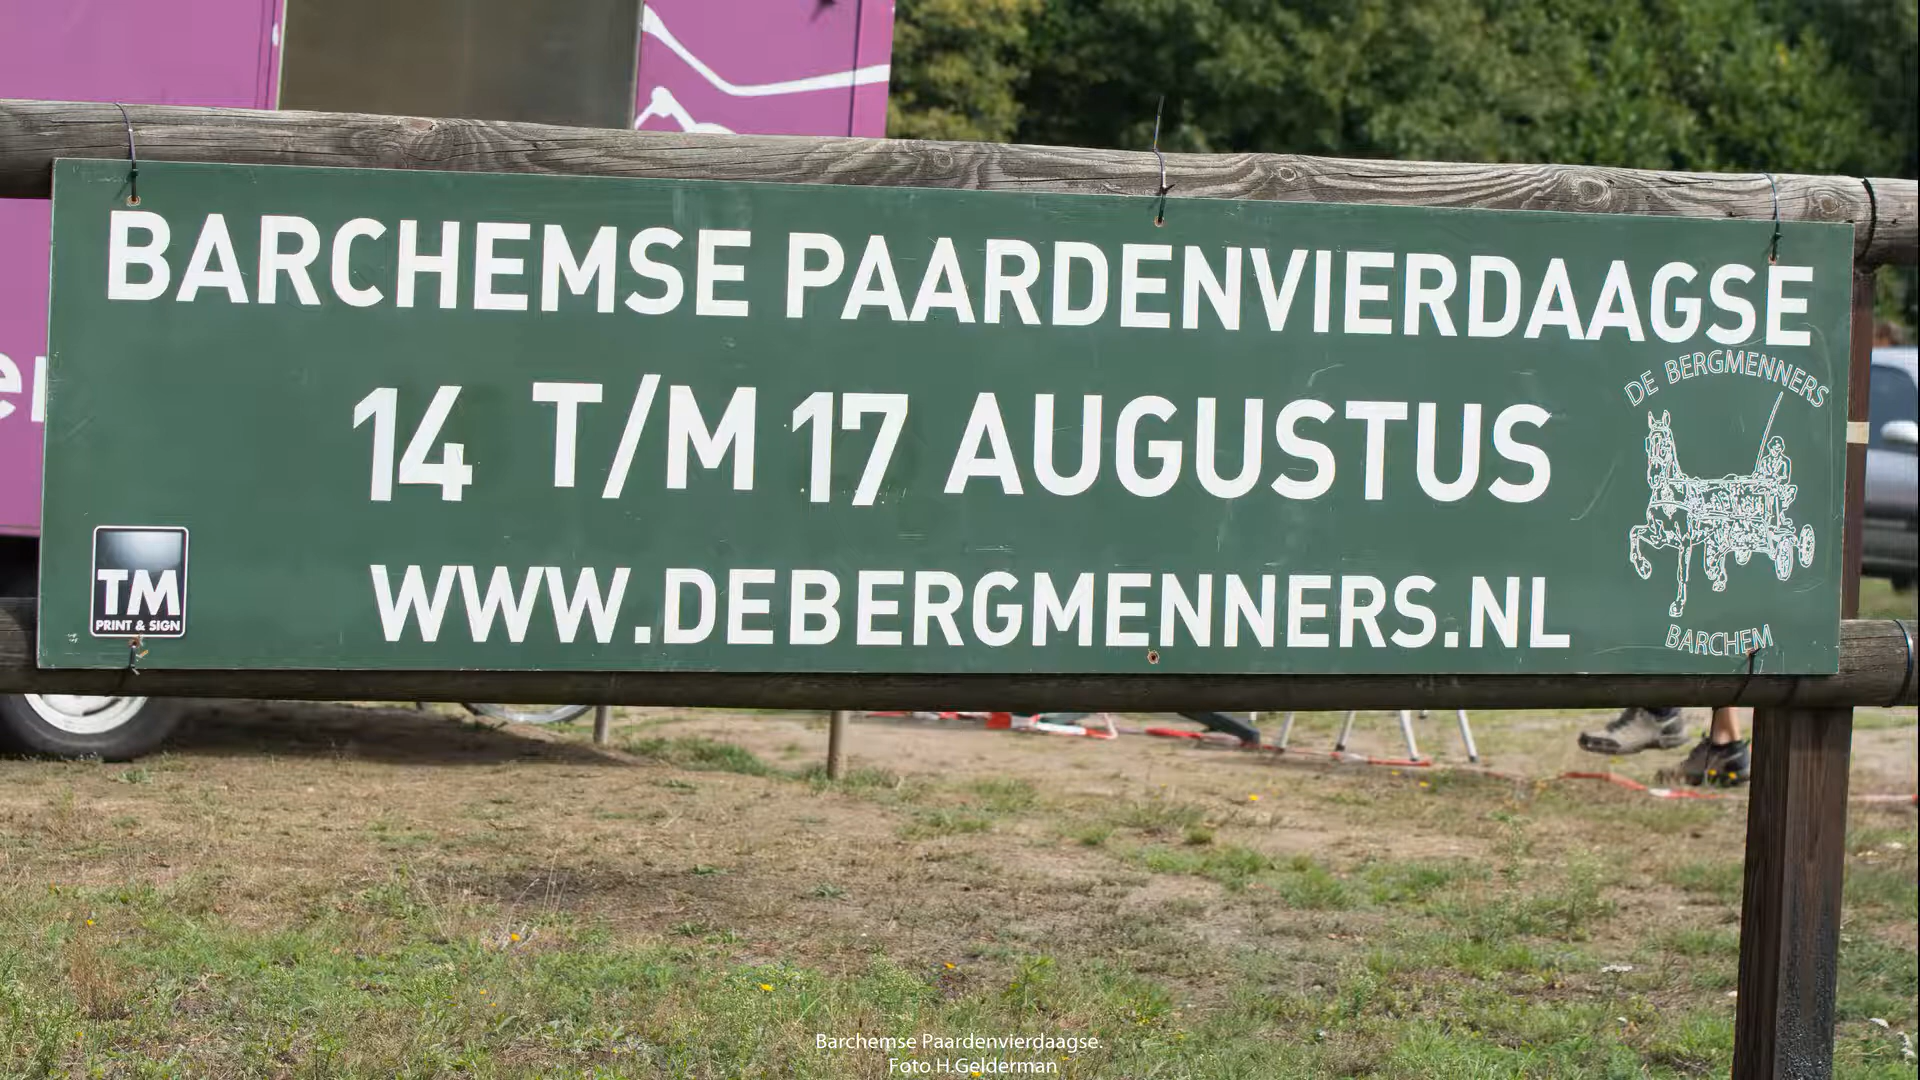 BARCHEMSE PAARDENVIERDAAGSE
14 T/M 17 AUGUSTUS
WWW.DEBERGMENNERS.NL
DE BERGMENNERS
BARCHEM
TM
PRINT & SIGN
Barchemse Paardenvierdaagse.
Foto H.Gelderman